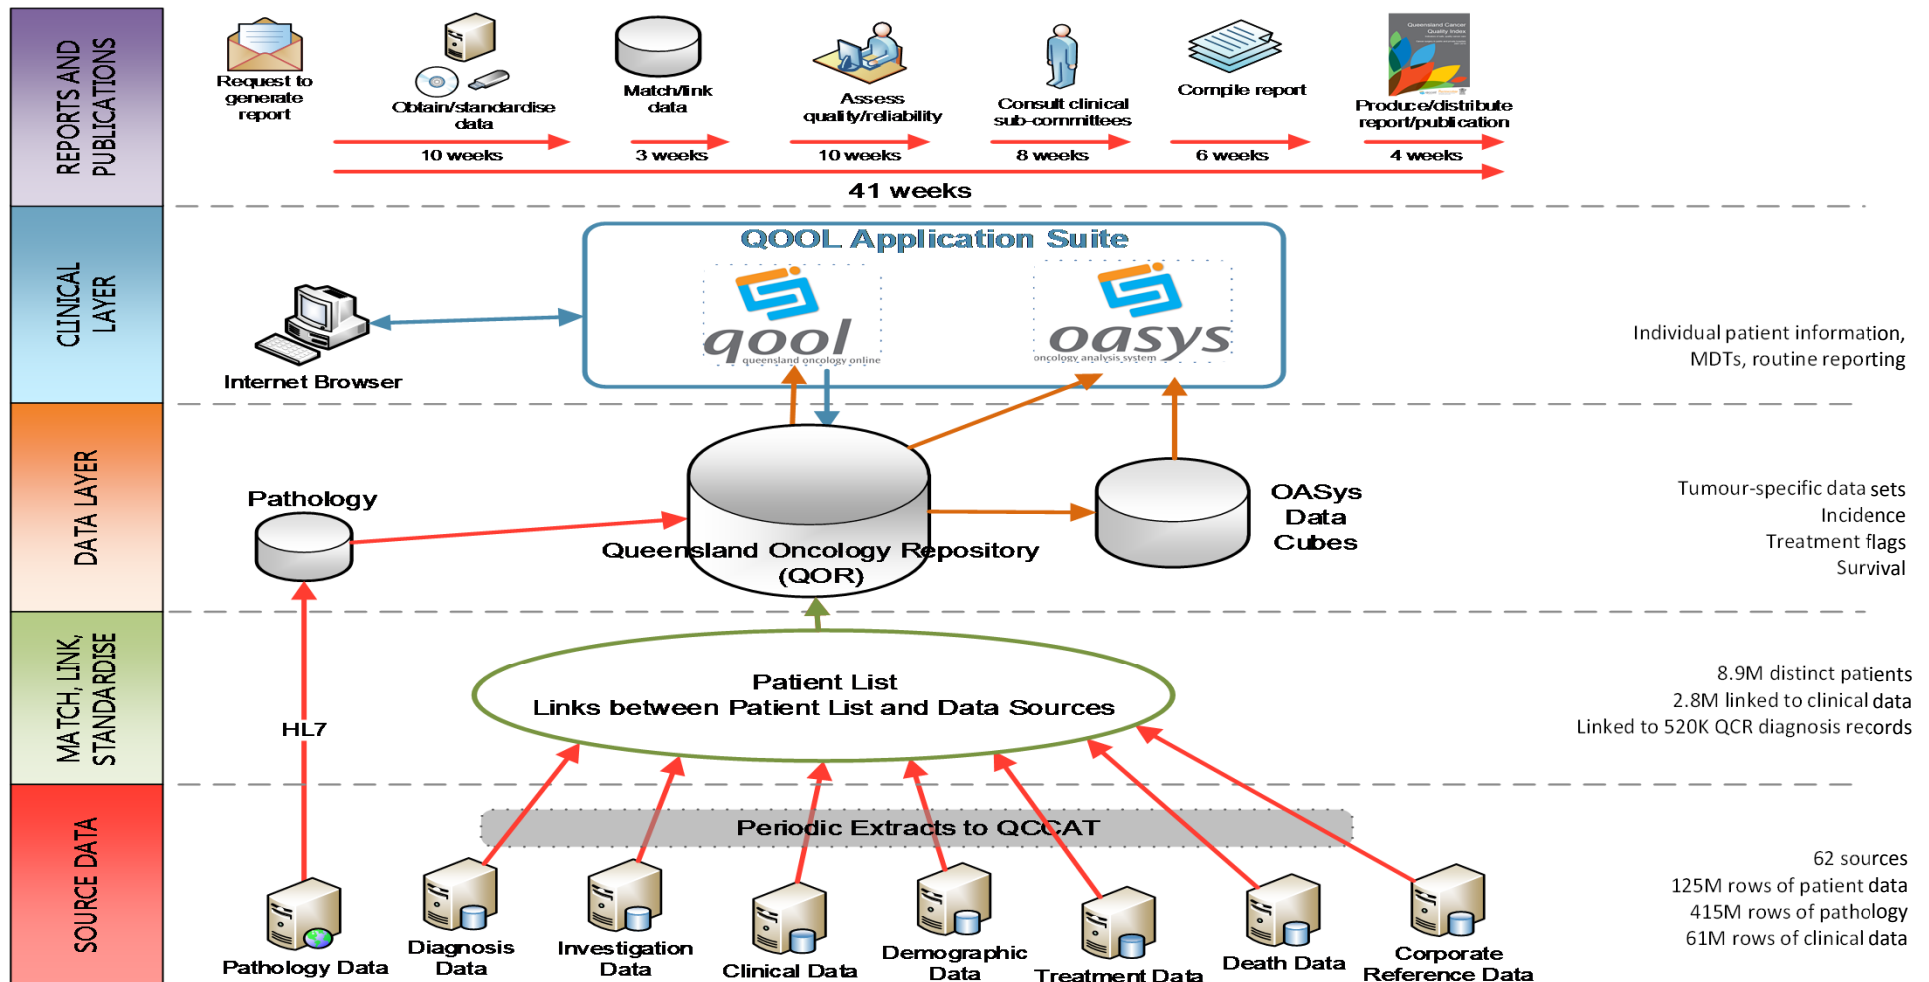 REPORTS AND
PUBLICATIONS
Request to
generate
report
Obtain/standardise
data
Match/link
data
Assess
quality/reliability
Consult clinical
sub-committees
Compile report
Queensland Cancer
Quality Index
Produce/distribute
report/publication
10 weeks
3 weeks
10 weeks
8 weeks
6 weeks
4 weeks
41 weeks
CLINICAL
LAYER
QOOL Application Suite
qool
queensland oncology online
oasys
oncology analysis system
Internet Browser
Individual patient information,
MDTs, routine reporting
DATA LAYER
Pathology
Queensland Oncology Repository
(QOR)
OASys
Data
Cubes
Tumour-specific data sets
Incidence
Treatment flags
Survival
MATCH, LINK,
STANDARDISE
HL7
Patient List
Links between Patient List and Data Sources
8.9M distinct patients
2.8M linked to clinical data
Linked to 520K QCR diagnosis records
SOURCE DATA
Periodic Extracts to QCCAT
Pathology Data
Diagnosis
Data
Investigation
Data
Clinical Data
Demographic
Data
Treatment Data
Death Data
Corporate
Reference Data
62 sources
125M rows of patient data
415M rows of pathology
61M rows of clinical data